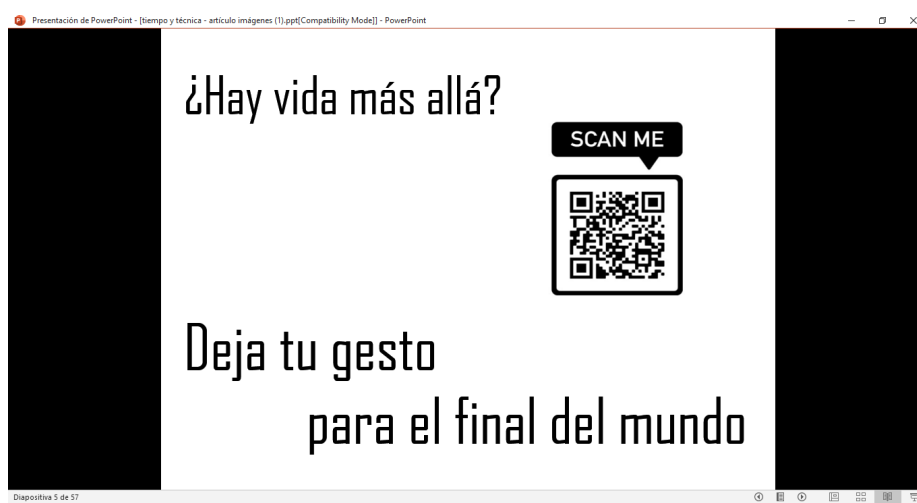 Presentación de PowerPoint - [tiempo y técnica - artículo imágenes (1).ppt[Compatibility Mode]] - PowerPoint
¿Hay vida más allá?
SCAN ME
Deja tu gesto
para el final del mundo
Diapositiva 5 de 57